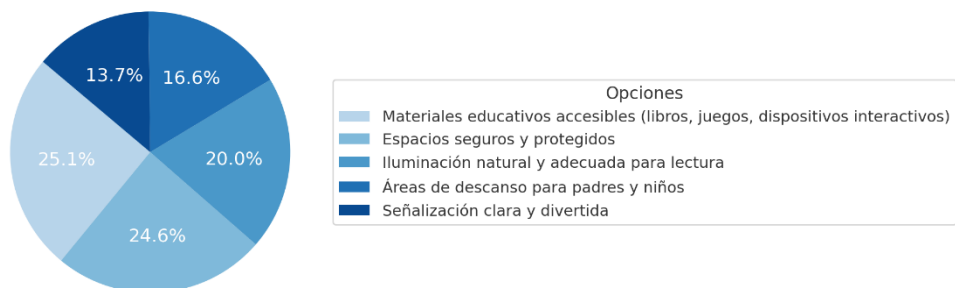 13.7%
16.6%
25.1%
20.0%
24.6%
Opciones
Materiales educativos accesibles (libros, juegos, dispositivos interactivos)
Espacios seguros y protegidos
Iluminación natural y adecuada para lectura
Áreas de descanso para padres y niños
Señalización clara y divertida